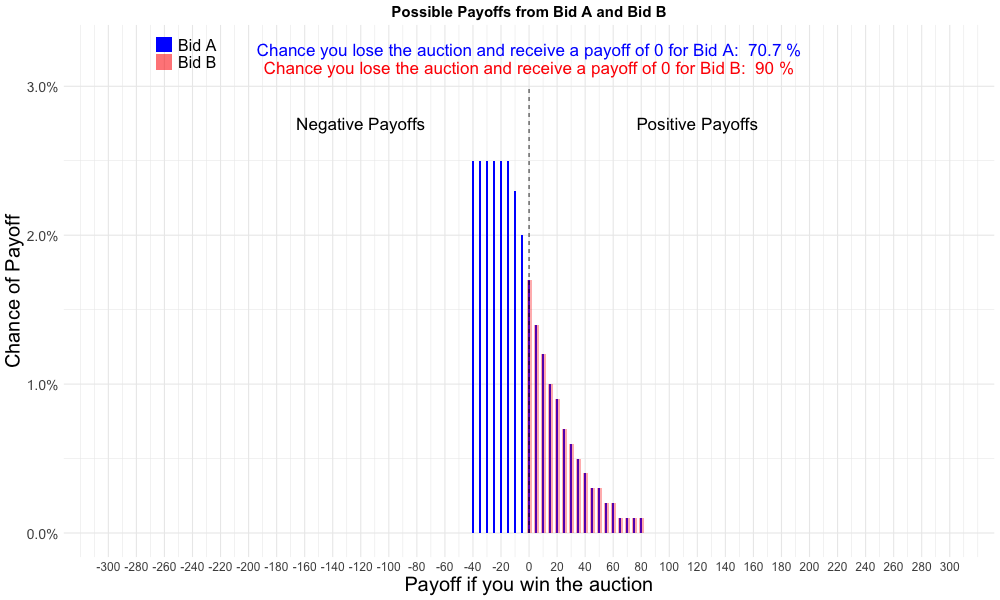 Possible Payoffs from Bid A and Bid B
Bid A
Bid B
Chance you lose the auction and receive a payoff of 0 for Bid A:  70.7 %
Chance you lose the auction and receive a payoff of 0 for Bid B:  90 %
Negative Payoffs
Positive Payoffs
Chance of Payoff
3.0%
2.0%
1.0%
0.0%
-300 -280 -260 -240 -220 -200 -180 -160 -140 -120 -100 -80 -60 -40 -20 0 20 40 60 80 100 120 140 160 180 200 220 240 260 280 300
Payoff if you win the auction